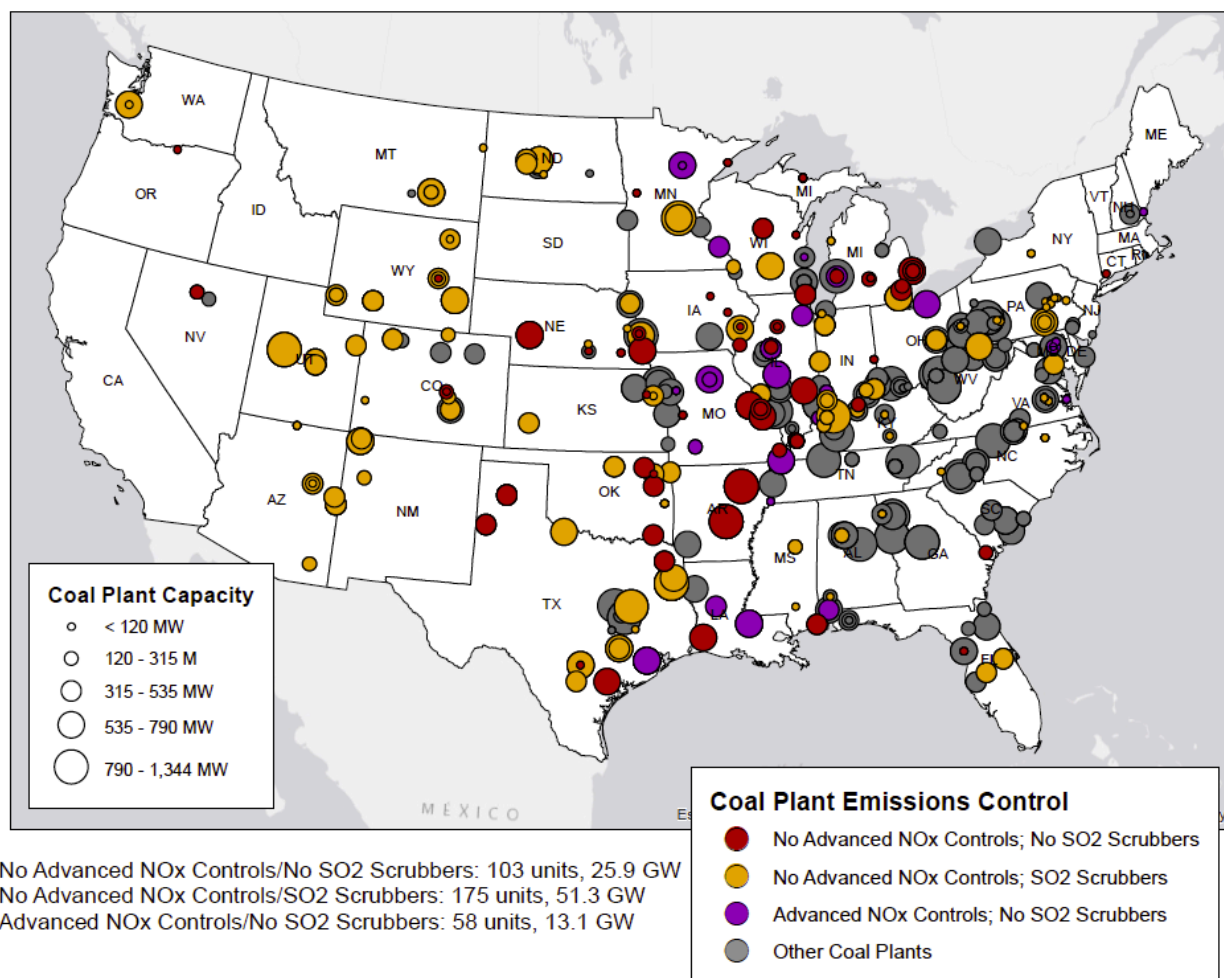 WA
MT
ND
MN
ME
OR
ID
SD
WI
MI
MI
VT
NH
NY
MA
CT
WY
IA
PA
NJ
NV
NE
OH
DE
UT
CO
IL
IN
WV
CA
KS
MO
KY
VA
AZ
NM
OK
AR
TN
NC
SC
MS
AL
GA
TX
LA
FL
MÉXICO
Coal Plant Capacity
< 120 MW
120 - 315 M
315 - 535 MW
535 - 790 MW
790 - 1,344 MW
Coal Plant Emissions Control
No Advanced NOx Controls; No SO2 Scrubbers
No Advanced NOx Controls; SO2 Scrubbers
Advanced NOx Controls; No SO2 Scrubbers
Other Coal Plants
No Advanced NOx Controls/No SO2 Scrubbers: 103 units, 25.9 GW
No Advanced NOx Controls/SO2 Scrubbers: 175 units, 51.3 GW
Advanced NOx Controls/No SO2 Scrubbers: 58 units, 13.1 GW